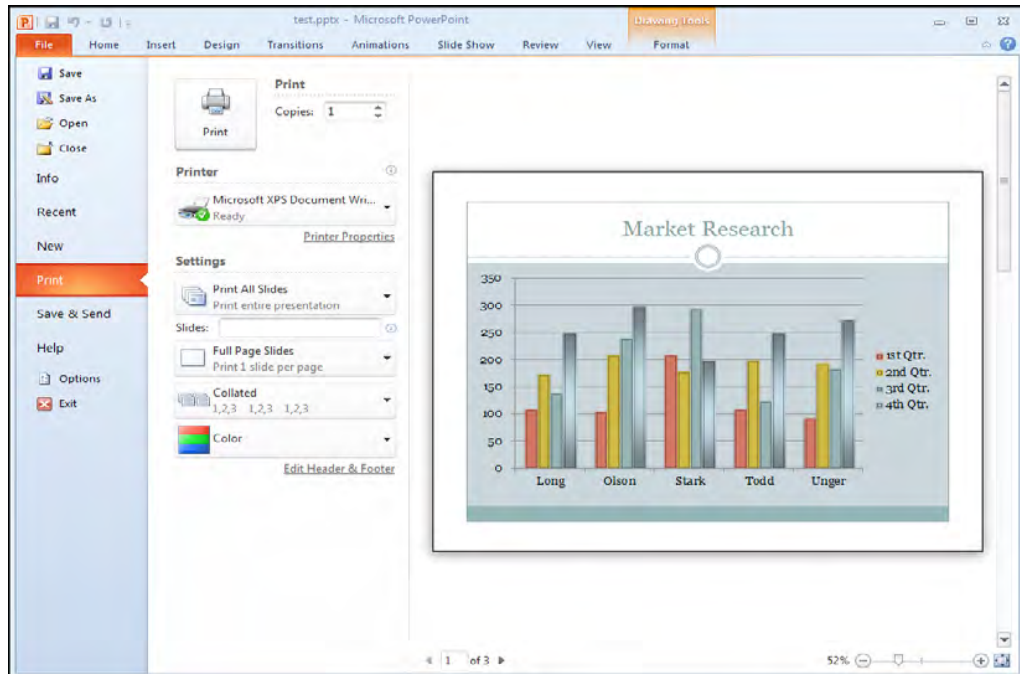 test.pptx - Microsoft PowerPoint
Drawing Tools
File Home Insert Design Transitions Animations Slide Show Review View Format
Save
Save As
Open
Close
Info
Recent
New
Print
Save & Send
Help
Options
Exit
Print
Print
Copies: 1
Printer
Microsoft XPS Document Wri...
Ready
Printer Properties
Settings
Print All Slides
Print entire presentation
Slides:
Full Page Slides
Print 1 slide per page
Collated
1,2,3 1,2,3 1,2,3
Color
Edit Header & Footer
Market Research
350
300
250
200
150
100
50
0
Long Olson Stark Todd Unger
1st Qtr.
2nd Qtr.
3rd Qtr.
4th Qtr.
1 of 3
52%